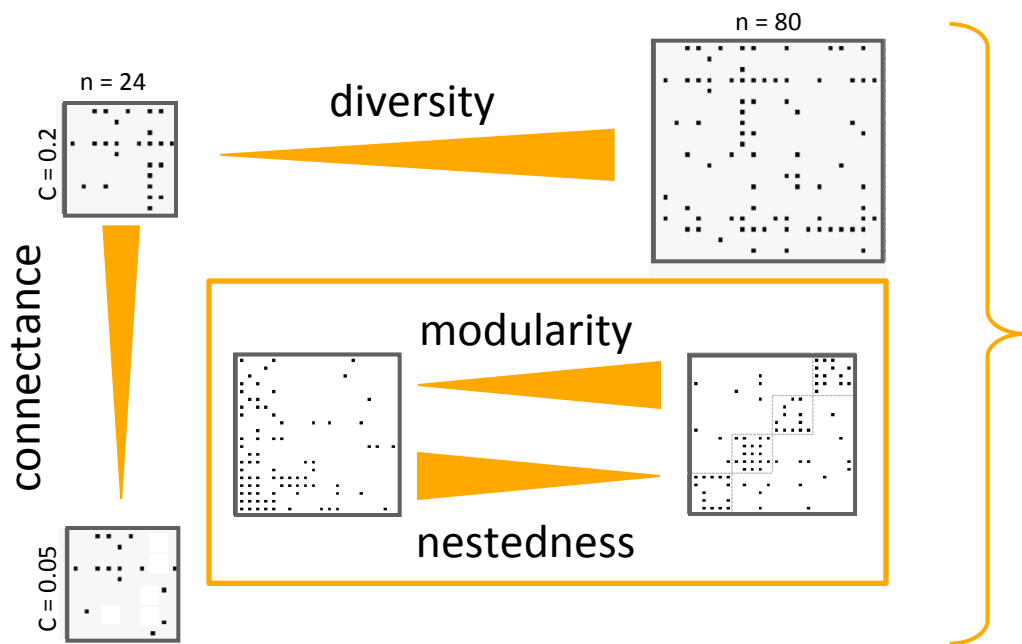 n = 80
n = 24
diversity
C = 0.2
connectance
modularity
nestedness
C = 0.05